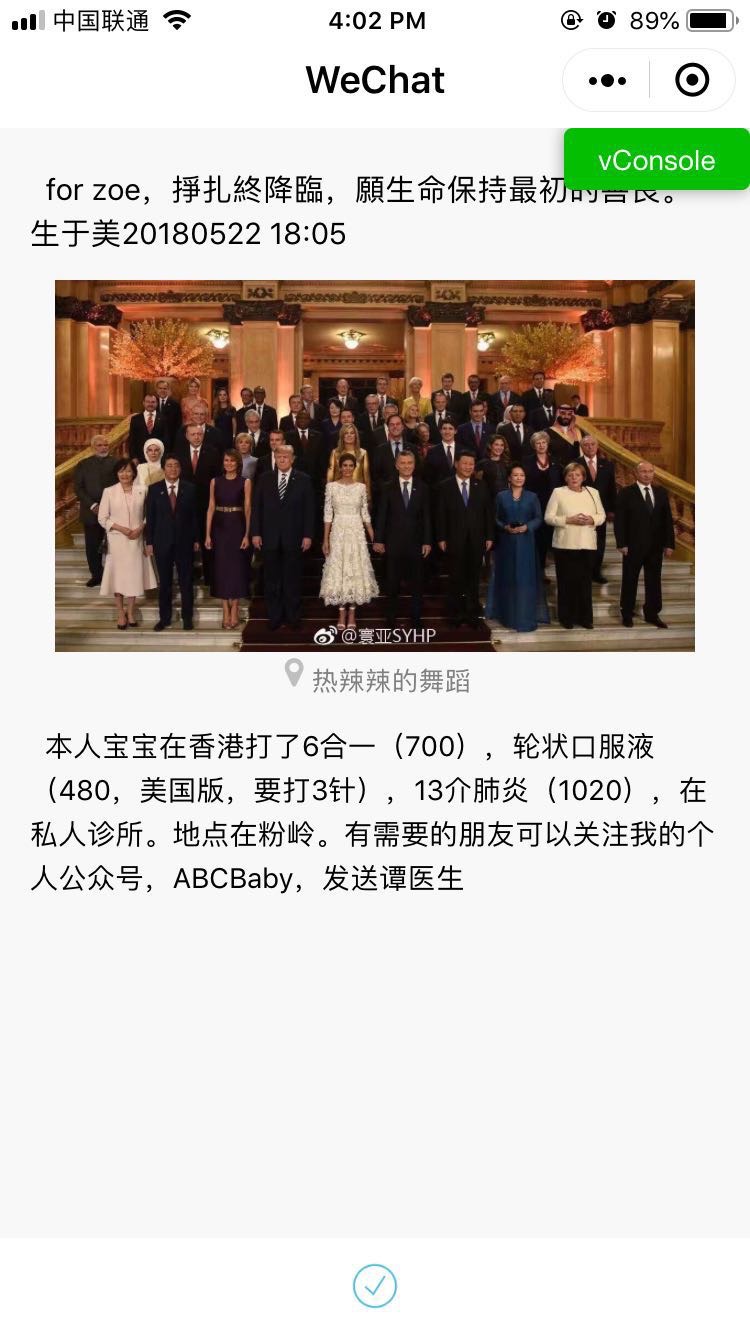 中国联通
4:02 PM
89%
WeChat
vConsole
for zoe，掙扎終降臨，願生命保持最初的善良。
生于美20180522 18:05
@寰亚SYHP
热辣辣的舞蹈
本人宝宝在香港打了6合一（700），轮状口服液
（480，美国版，要打3针），13介肺炎（1020），在
私人诊所。地点在粉岭。有需要的朋友可以关注我的个
人公众号，ABCBaby，发送谭医生